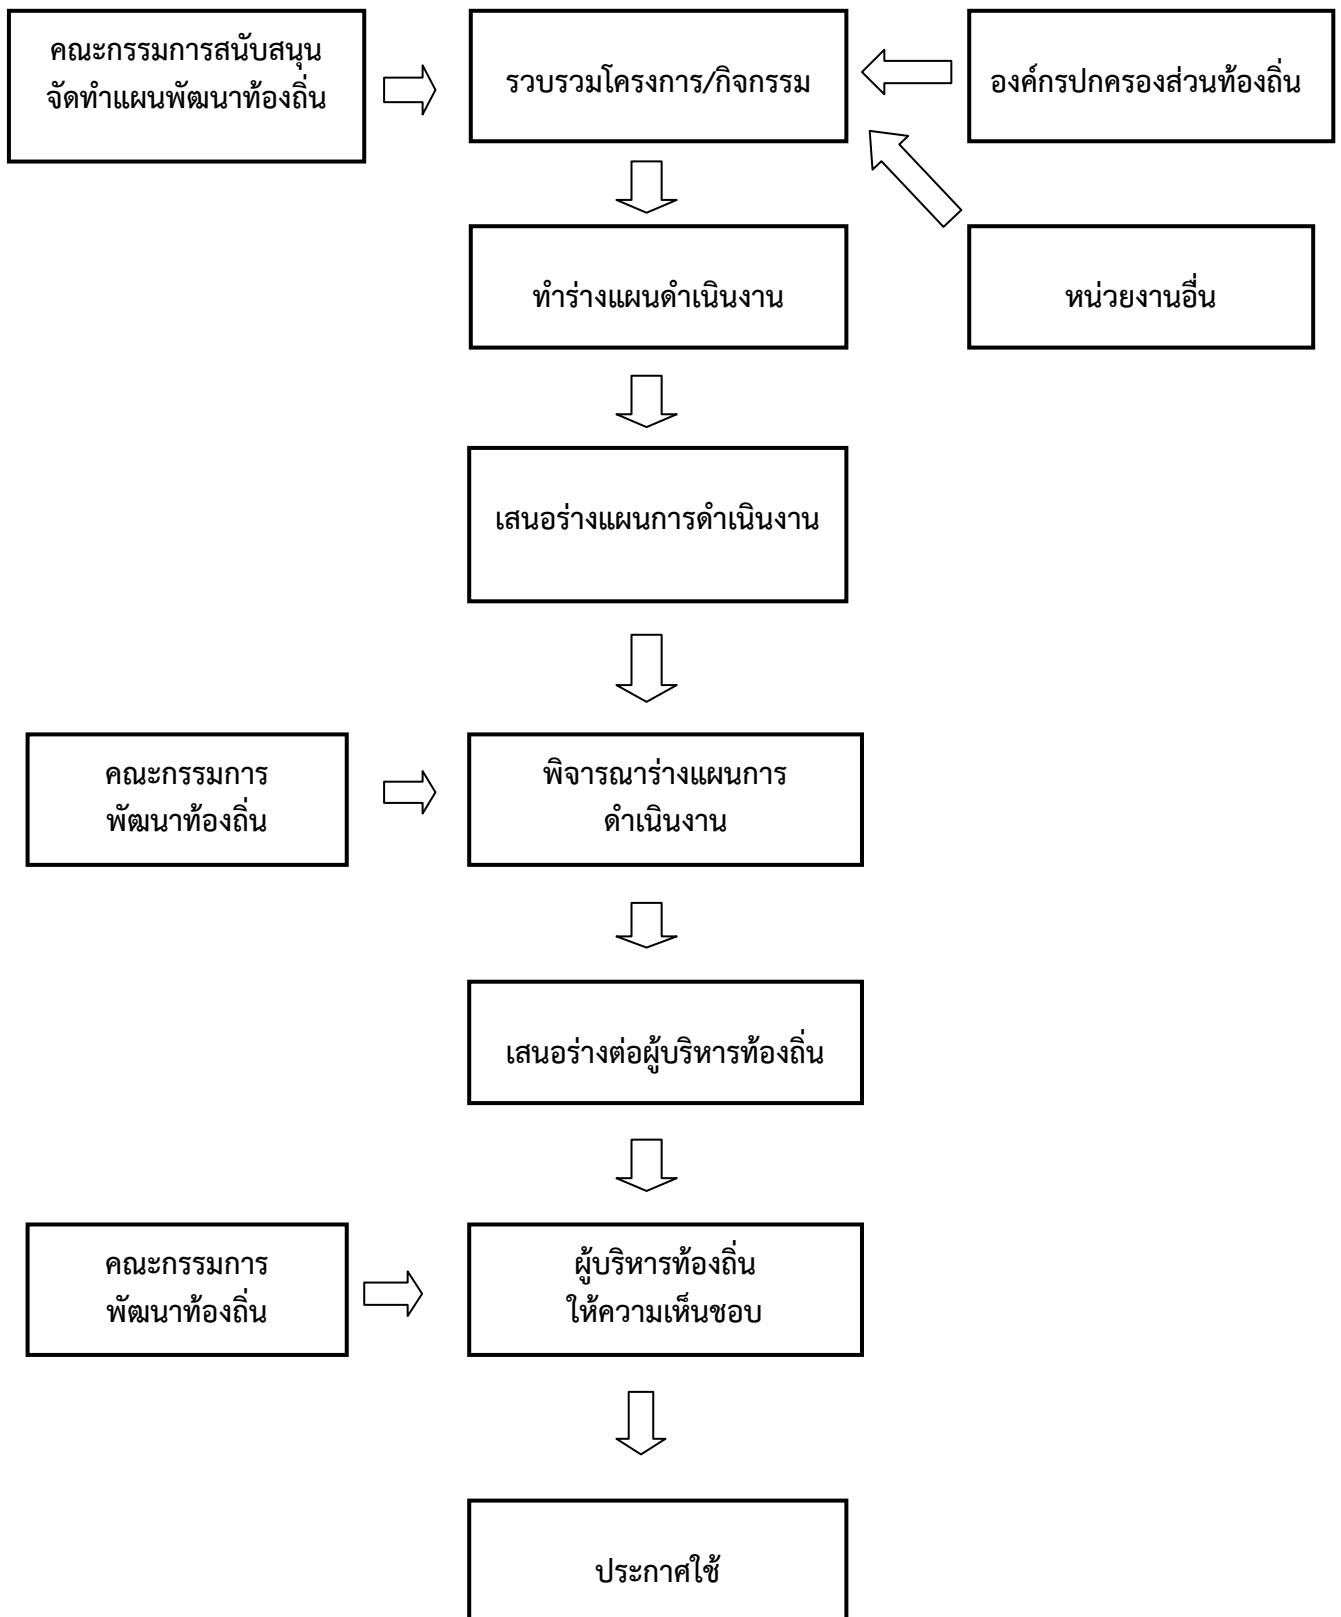 คณะกรรมการสนับสนุน
จัดทำแผนพัฒนาท้องถิ่น
รวบรวมโครงการ/กิจกรรม
องค์กรปกครองส่วนท้องถิ่น
ทำร่างแผนดำเนินงาน
หน่วยงานอื่น
เสนอร่างแผนการดำเนินงาน
คณะกรรมการ
พัฒนาท้องถิ่น
พิจารณาร่างแผนการ
ดำเนินงาน
เสนอร่างต่อผู้บริหารท้องถิ่น
คณะกรรมการ
พัฒนาท้องถิ่น
ผู้บริหารท้องถิ่น
ให้ความเห็นชอบ
ประกาศใช้